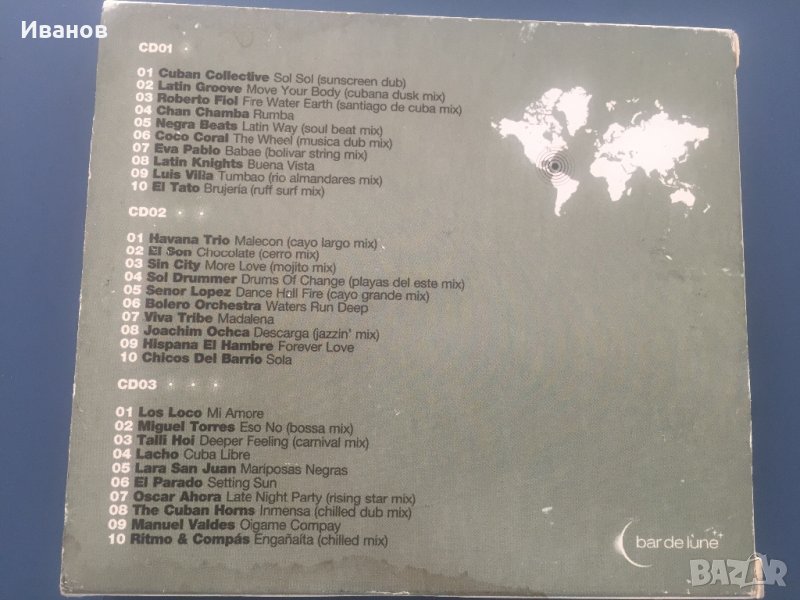 Иванов
CD01
01 Cuban Collective Sol Sol (sunscreen dub)
02 Latin Groove Move Your Body (cubana dusk mix)
03 Roberto Fiol Fire Water Earth (santiago de cuba mix)
04 Chan Chamba Rumba
05 Negra Beats Latin Way (soul beat mix)
06 Coco Coral The Wheel (musica dub mix)
07 Eva Pablo Babae (bolivar string mix)
08 Latin Knights Buena Vista
09 Luis Villa Tumbao (rio almandares mix)
10 El Tato Brujería (ruff surf mix)
CD02
01 Havana Trio Malecon (cayo largo mix)
02 El Son Chocolate (cerro mix)
03 Sin City More Love (mojito mix)
04 Sol Drummer Drums Of Change (playas del este mix)
05 Senor Lopez Dance Hall Fire (cayo grande mix)
06 Bolero Orchestra Waters Run Deep
07 Viva Tribe Madalena
08 Joachim Ochca Descarga (jazzin' mix)
09 Hispana El Hambre Forever Love
10 Chicos Del Barrio Sola
CD03
01 Los Loco Mi Amore
02 Miguel Torres Eso No (bossa mix)
03 Talli Hoi Deeper Feeling (carnival mix)
04 Lacho Cuba Libre
05 Lara San Juan Mariposas Negras
06 El Parado Setting Sun
07 Oscar Ahora Late Night Party (rising star mix)
08 The Cuban Horns Inmensa (chilled dub mix)
09 Manuel Valdes Oigame Compay
10 Ritmo & Compás Engañaíta (chilled mix)
bar de lune
BAZAR